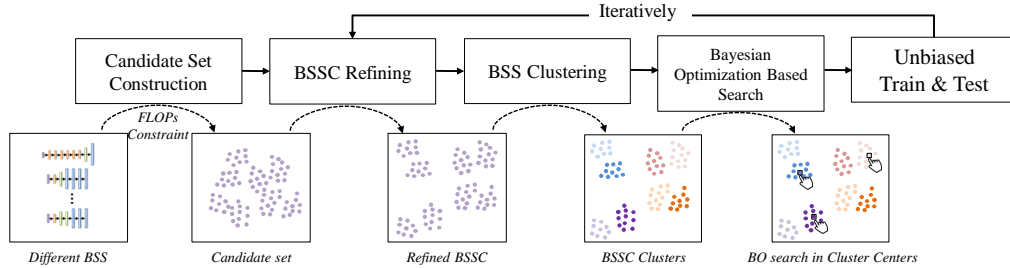 Iteratively
Candidate Set
Construction
BSSC Refining
BSS Clustering
Bayesian
Optimization Based
Search
Unbiased
Train & Test
FLOPs
Constraint
Different BSS
Candidate set
Refined BSSC
BSSC Clusters
BO search in Cluster Centers